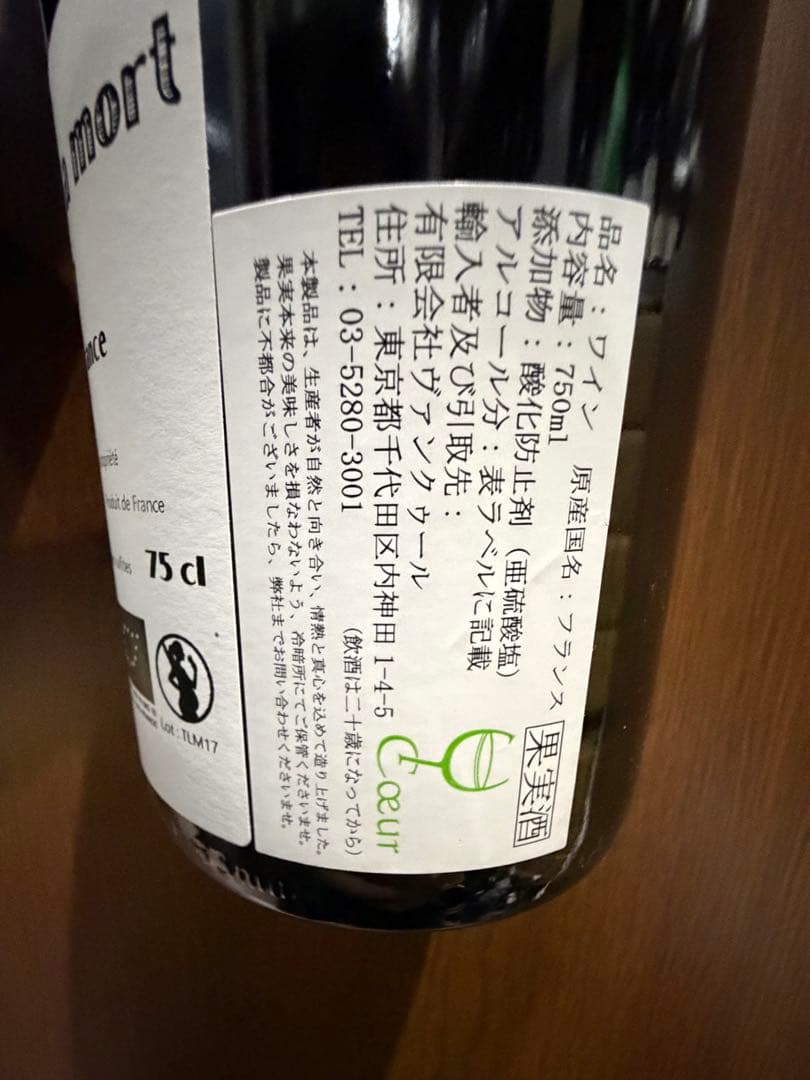 mort
75 cl
Produit de France
Lot : TLM17
品名：ワイン　原産国名：フランス
内容量：750ml
果実酒
添加物：酸化防止剤（亜硫酸塩）
アルコール分：表ラベルに記載
輸入者及び引取先：
有限会社ヴァンクゥール
住所：東京都千代田区内神田1-4-5
TEL：03-5280-3001
（飲酒は二十歳になってから）
Cœur
本製品は、生産者が自然と向き合い、情熱と真心を込めて造り上げました。
果実本来の美味しさを損なわないよう、冷暗所にてご保管くださいませ。
製品に不都合がございましたら、弊社までお問い合わせくださいませ。